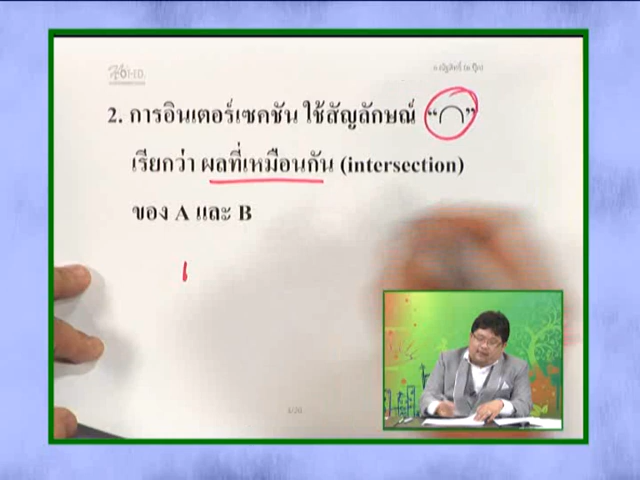 2. การอินเตอร์เซคชัน ใช้สัญลักษณ์ “∩”
เรียกว่า ผลที่เหมือนกัน (intersection)
ของ A และ B